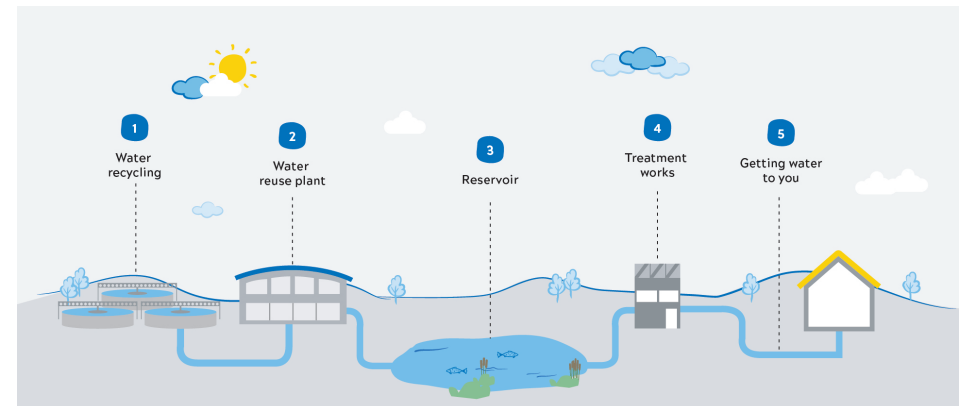 1
Water
recycling
2
Water
reuse plant
3
Reservoir
4
Treatment
works
5
Getting water
to you